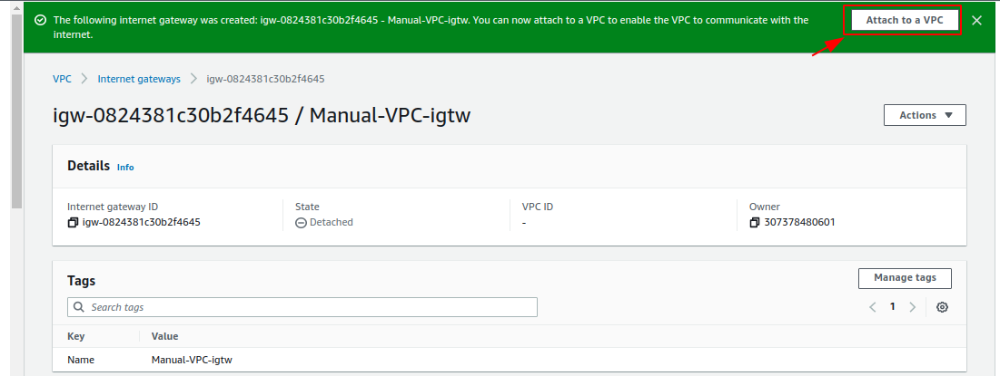 The following internet gateway was created: igw-0824381c30b2f4645 - Manual-VPC-igtw. You can now attach to a VPC to enable the VPC to communicate with the
internet.
Attach to a VPC
VPC
Internet gateways
igw-0824381c30b2f4645
igw-0824381c30b2f4645 / Manual-VPC-igtw
Actions
Details Info
Internet gateway ID
igw-0824381c30b2f4645
State
Detached
VPC ID
-
Owner
307378480601
Tags
Manage tags
Search tags
1
Key Value
Name Manual-VPC-igtw